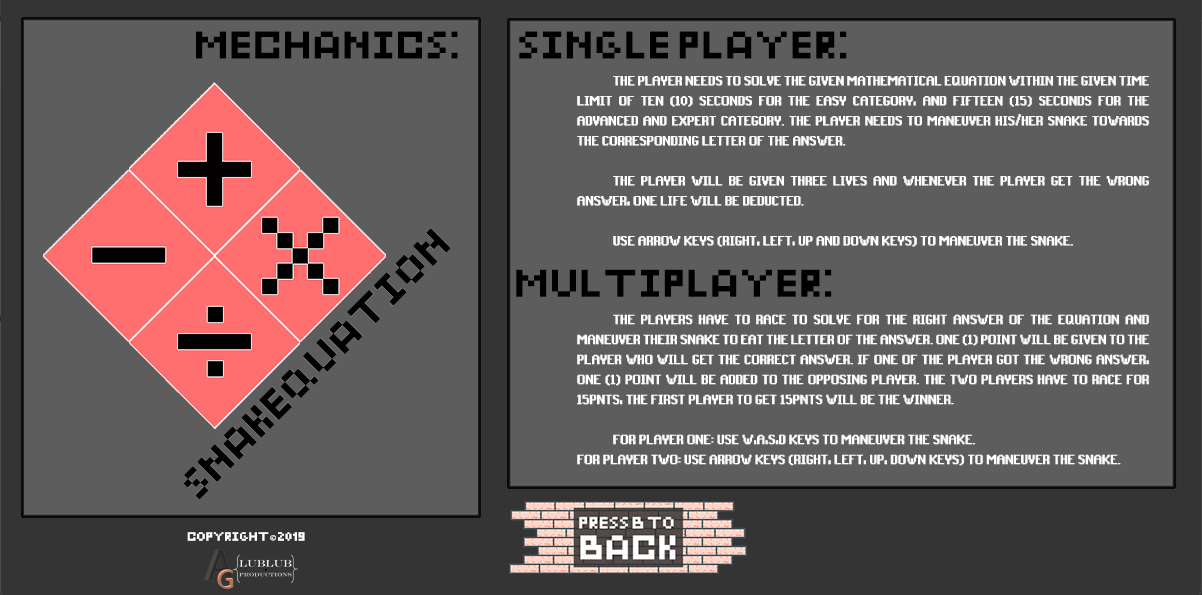 MECHANICS:
+
−
×
÷
SNAKEQUATION
COPYRIGHT©2019
AG {LUBLUB PRODUCTIONS}
SINGLE PLAYER:
THE PLAYER NEEDS TO SOLVE THE GIVEN MATHEMATICAL EQUATION WITHIN THE GIVEN TIME
LIMIT OF TEN (10) SECONDS FOR THE EASY CATEGORY, AND FIFTEEN (15) SECONDS FOR THE
ADVANCED AND EXPERT CATEGORY. THE PLAYER NEEDS TO MANEUVER HIS/HER SNAKE TOWARDS
THE CORRESPONDING LETTER OF THE ANSWER.
THE PLAYER WILL BE GIVEN THREE LIVES AND WHENEVER THE PLAYER GET THE WRONG
ANSWER, ONE LIFE WILL BE DEDUCTED.
USE ARROW KEYS (RIGHT, LEFT, UP AND DOWN KEYS) TO MANEUVER THE SNAKE.
MULTIPLAYER:
THE PLAYERS HAVE TO RACE TO SOLVE FOR THE RIGHT ANSWER OF THE EQUATION AND
MANEUVER THEIR SNAKE TO EAT THE LETTER OF THE ANSWER. ONE (1) POINT WILL BE GIVEN TO THE
PLAYER WHO WILL GET THE CORRECT ANSWER. IF ONE OF THE PLAYER GOT THE WRONG ANSWER,
ONE (1) POINT WILL BE ADDED TO THE OPPOSING PLAYER. THE TWO PLAYERS HAVE TO RACE FOR
15PNTS, THE FIRST PLAYER TO GET 15PNTS WILL BE THE WINNER.
FOR PLAYER ONE: USE W,A,S,D KEYS TO MANEUVER THE SNAKE.
FOR PLAYER TWO: USE ARROW KEYS (RIGHT, LEFT, UP, DOWN KEYS) TO MANEUVER THE SNAKE.
PRESS B TO
BACK